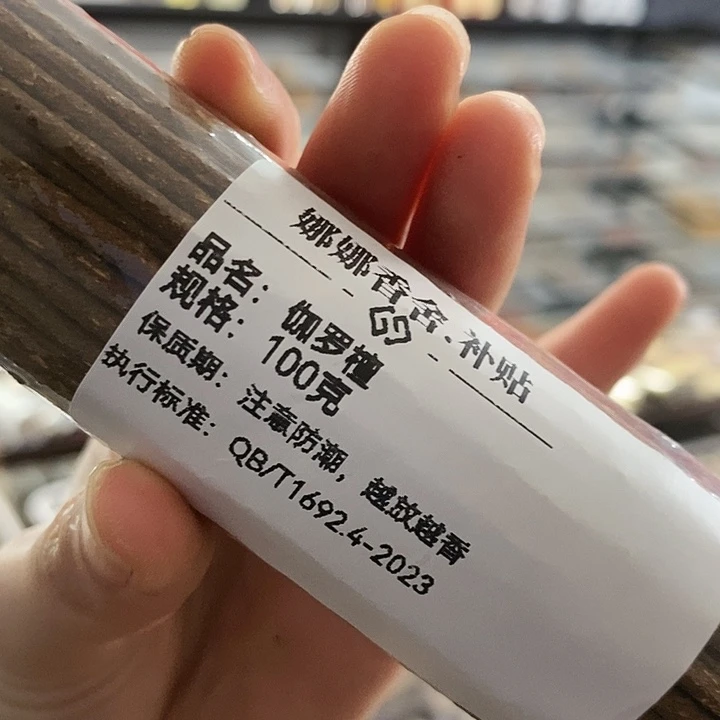 娜娜香舍.补贴
品名：伽罗檀
规格：100克
保质期：注意防潮，越放越香
执行标准：QB/T1692.4-2023